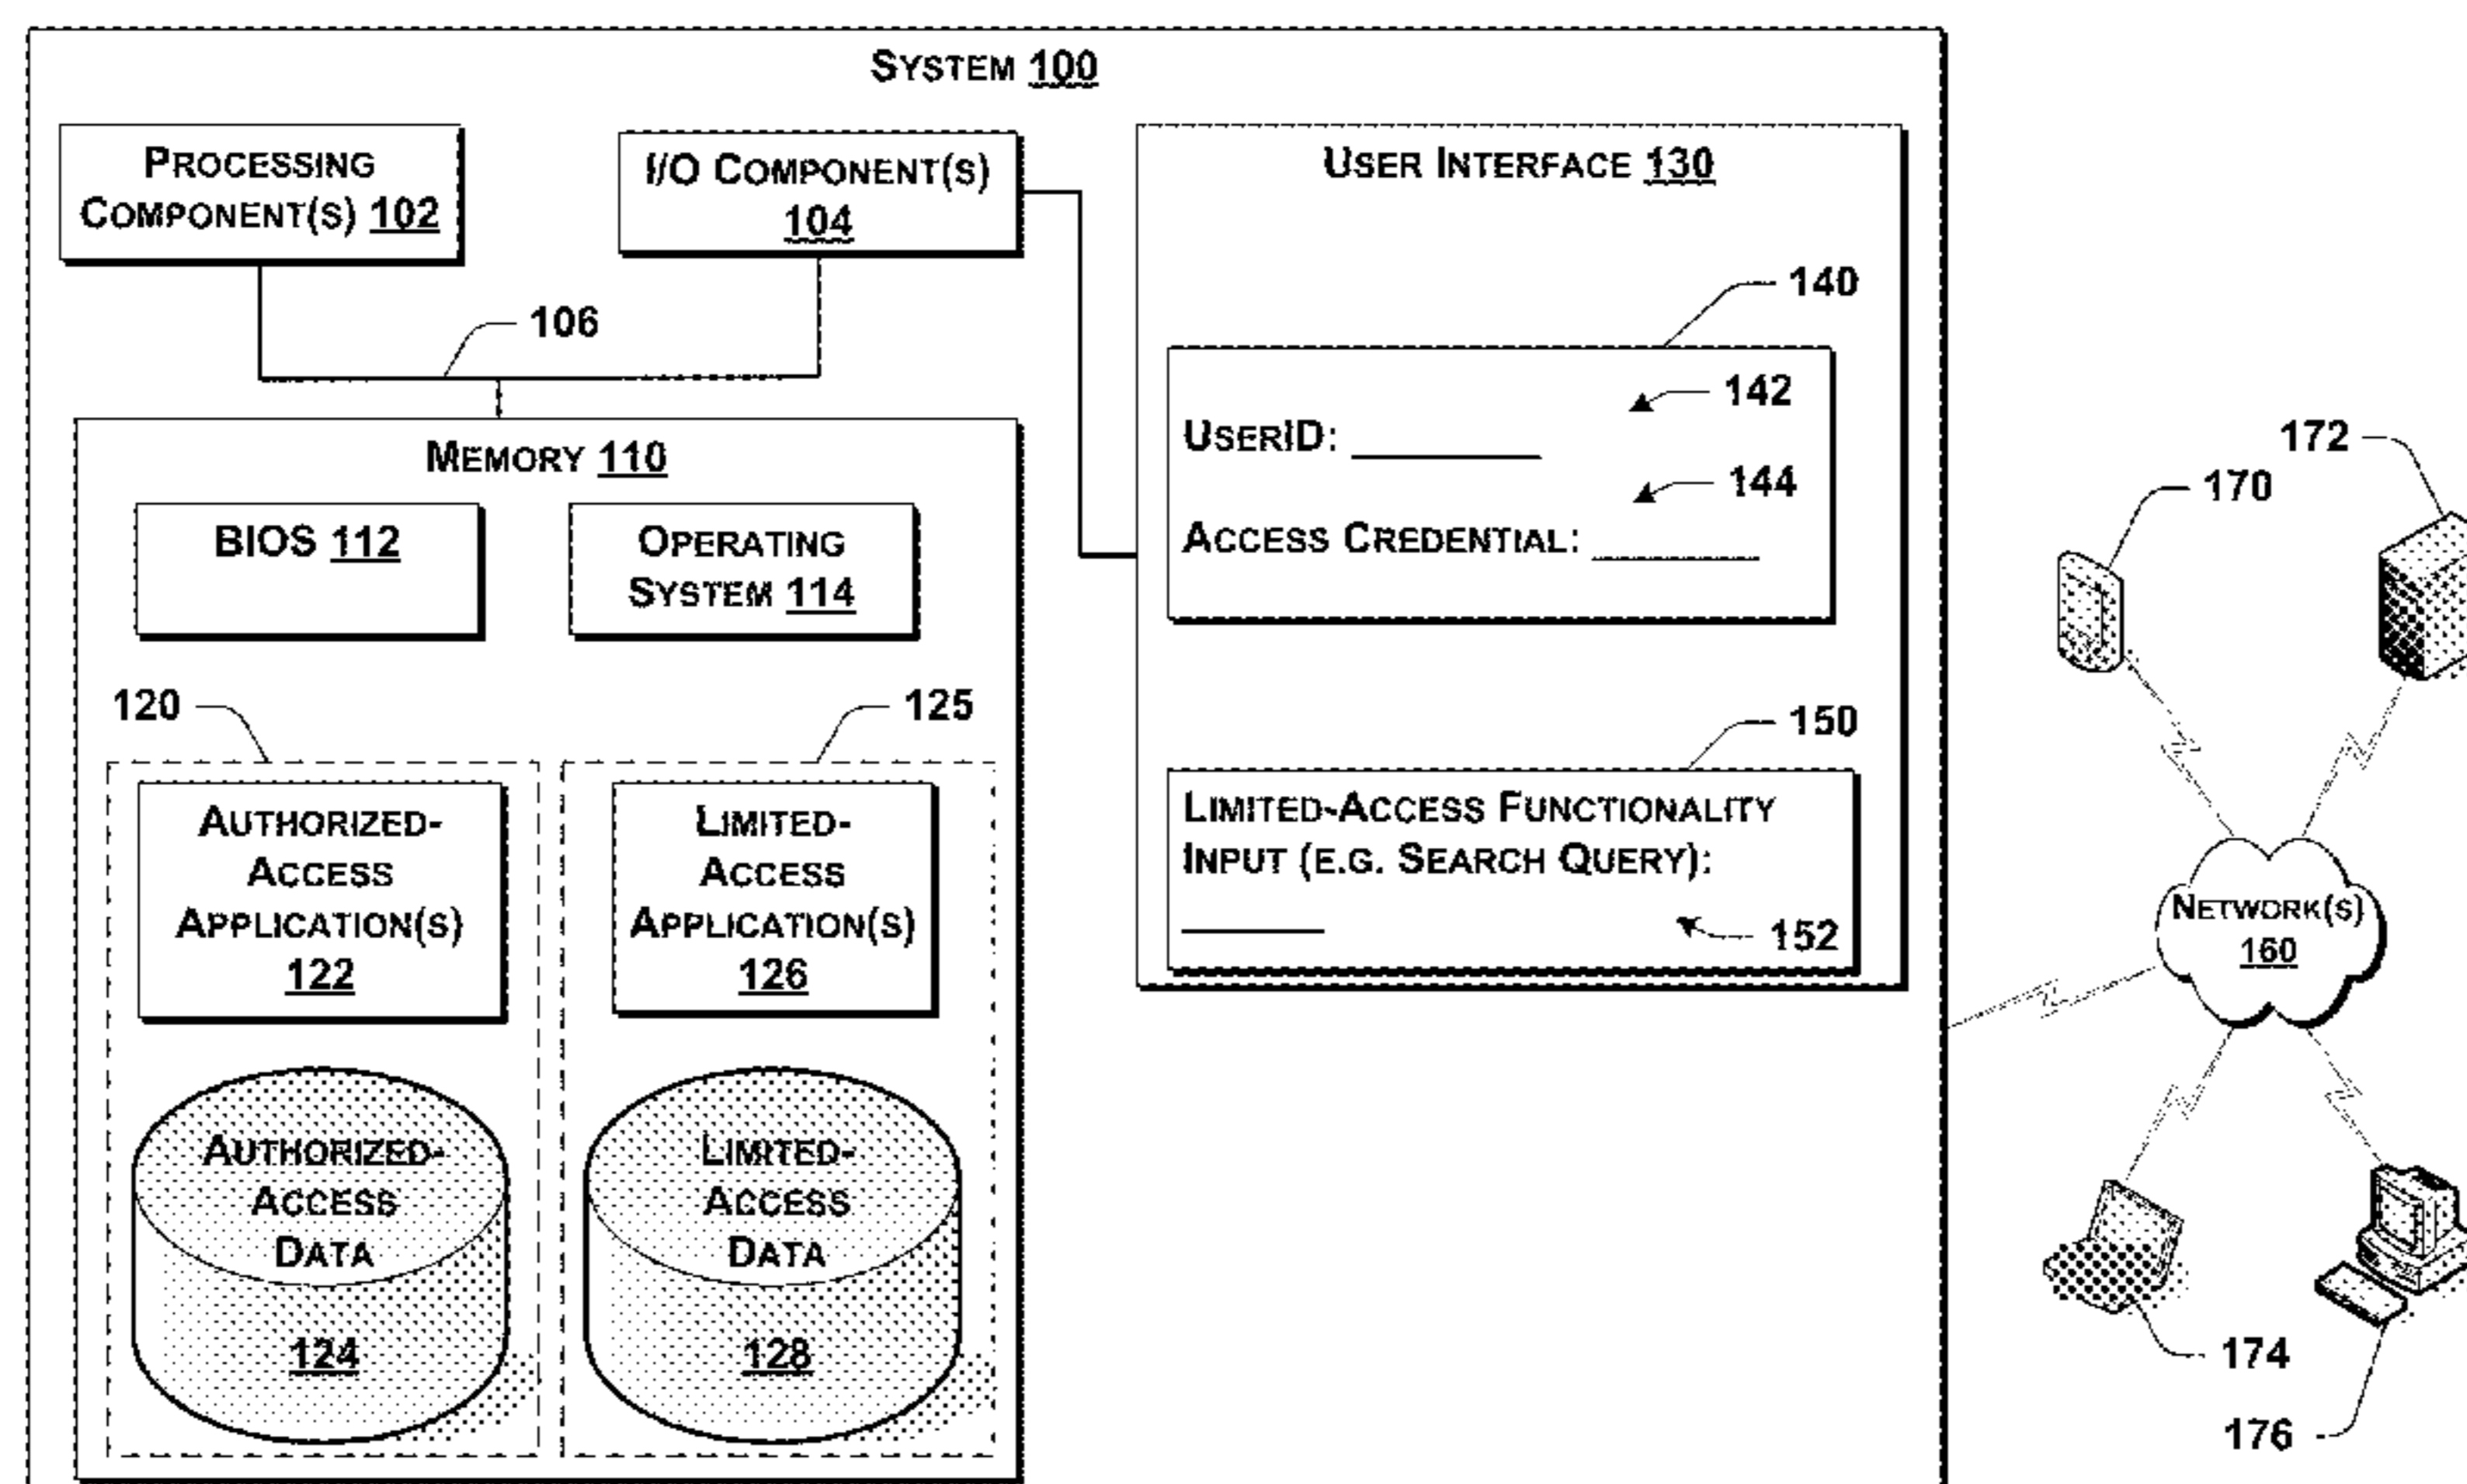 SYSTEM 100
PROCESSING
COMPONENT(S) 102
I/O COMPONENT(S)
104
106
MEMORY 110
BIOS 112
OPERATING
SYSTEM 114
120
125
AUTHORIZED-
ACCESS
APPLICATION(S)
122
LIMITED-
ACCESS
APPLICATION(S)
126
AUTHORIZED-
ACCESS
DATA
124
LIMITED-
ACCESS
DATA
128
USER INTERFACE 130
140
142
USERID:
144
ACCESS CREDENTIAL:
150
LIMITED-ACCESS FUNCTIONALITY
INPUT (E.G. SEARCH QUERY):
152
172
170
NETWORK(S)
160
174
176